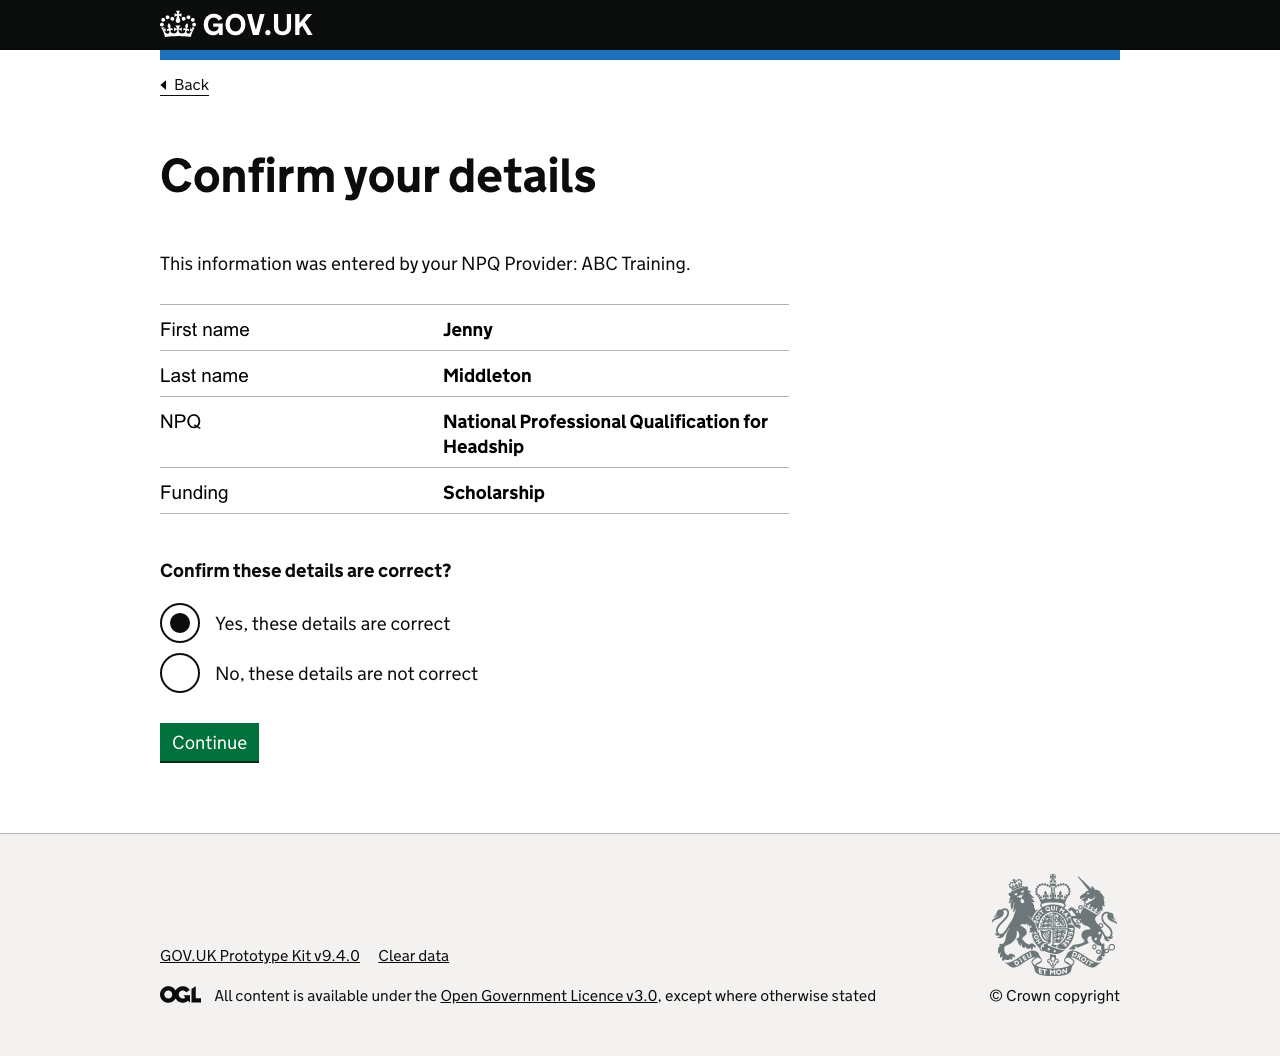 GOV.UK
Back
Confirm your details
This information was entered by your NPQ Provider: ABC Training.
First name Jenny
Last name Middleton
NPQ National Professional Qualification for
Headship
Funding Scholarship
Confirm these details are correct?
Yes, these details are correct
No, these details are not correct
Continue
GOV.UK Prototype Kit v9.4.0 Clear data
OGL All content is available under the Open Government Licence v3.0, except where otherwise stated
DIEU ET MON DROIT
© Crown copyright